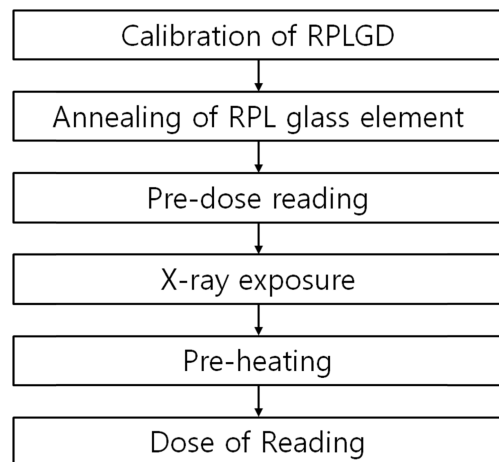 Calibration of RPLGD
Annealing of RPL glass element
Pre-dose reading
X-ray exposure
Pre-heating
Dose of Reading